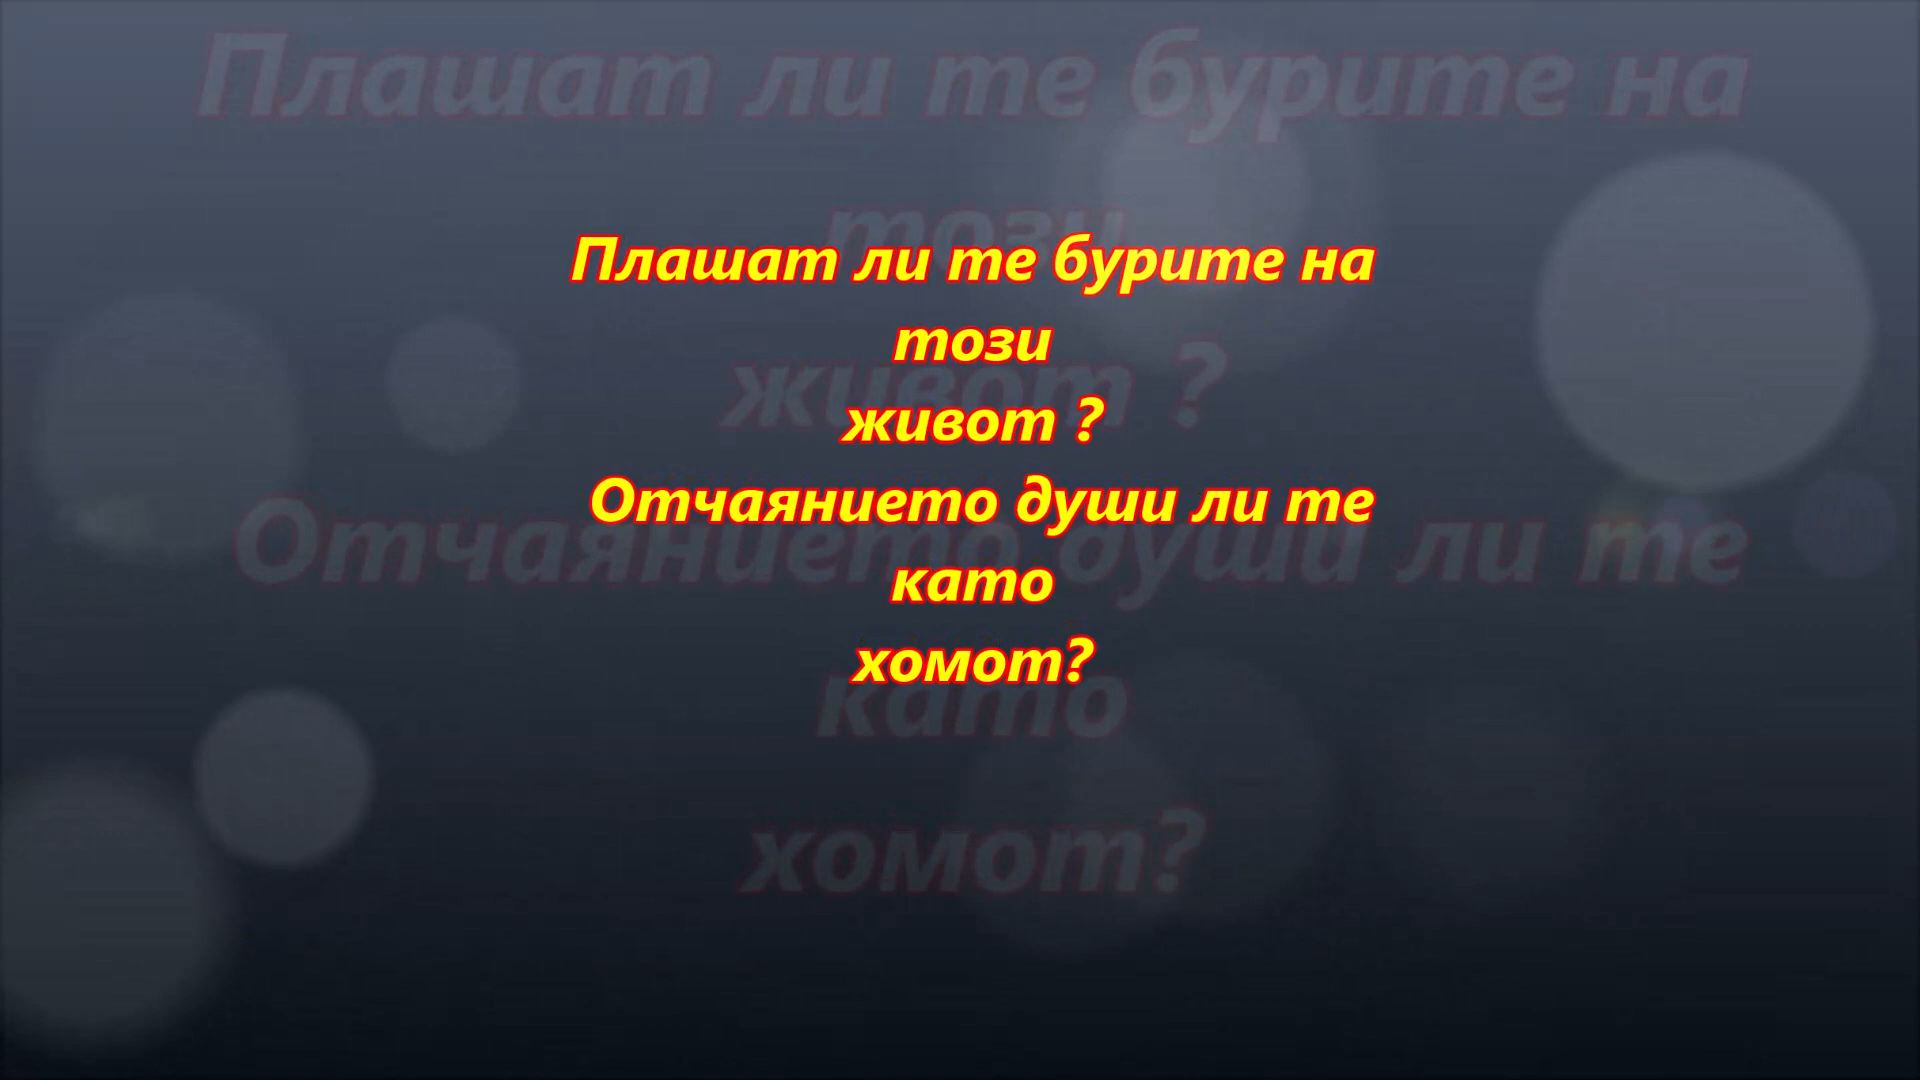 Плашат ли те бурите на
този
живот ?
Отчаянието души ли те
като
хомот?